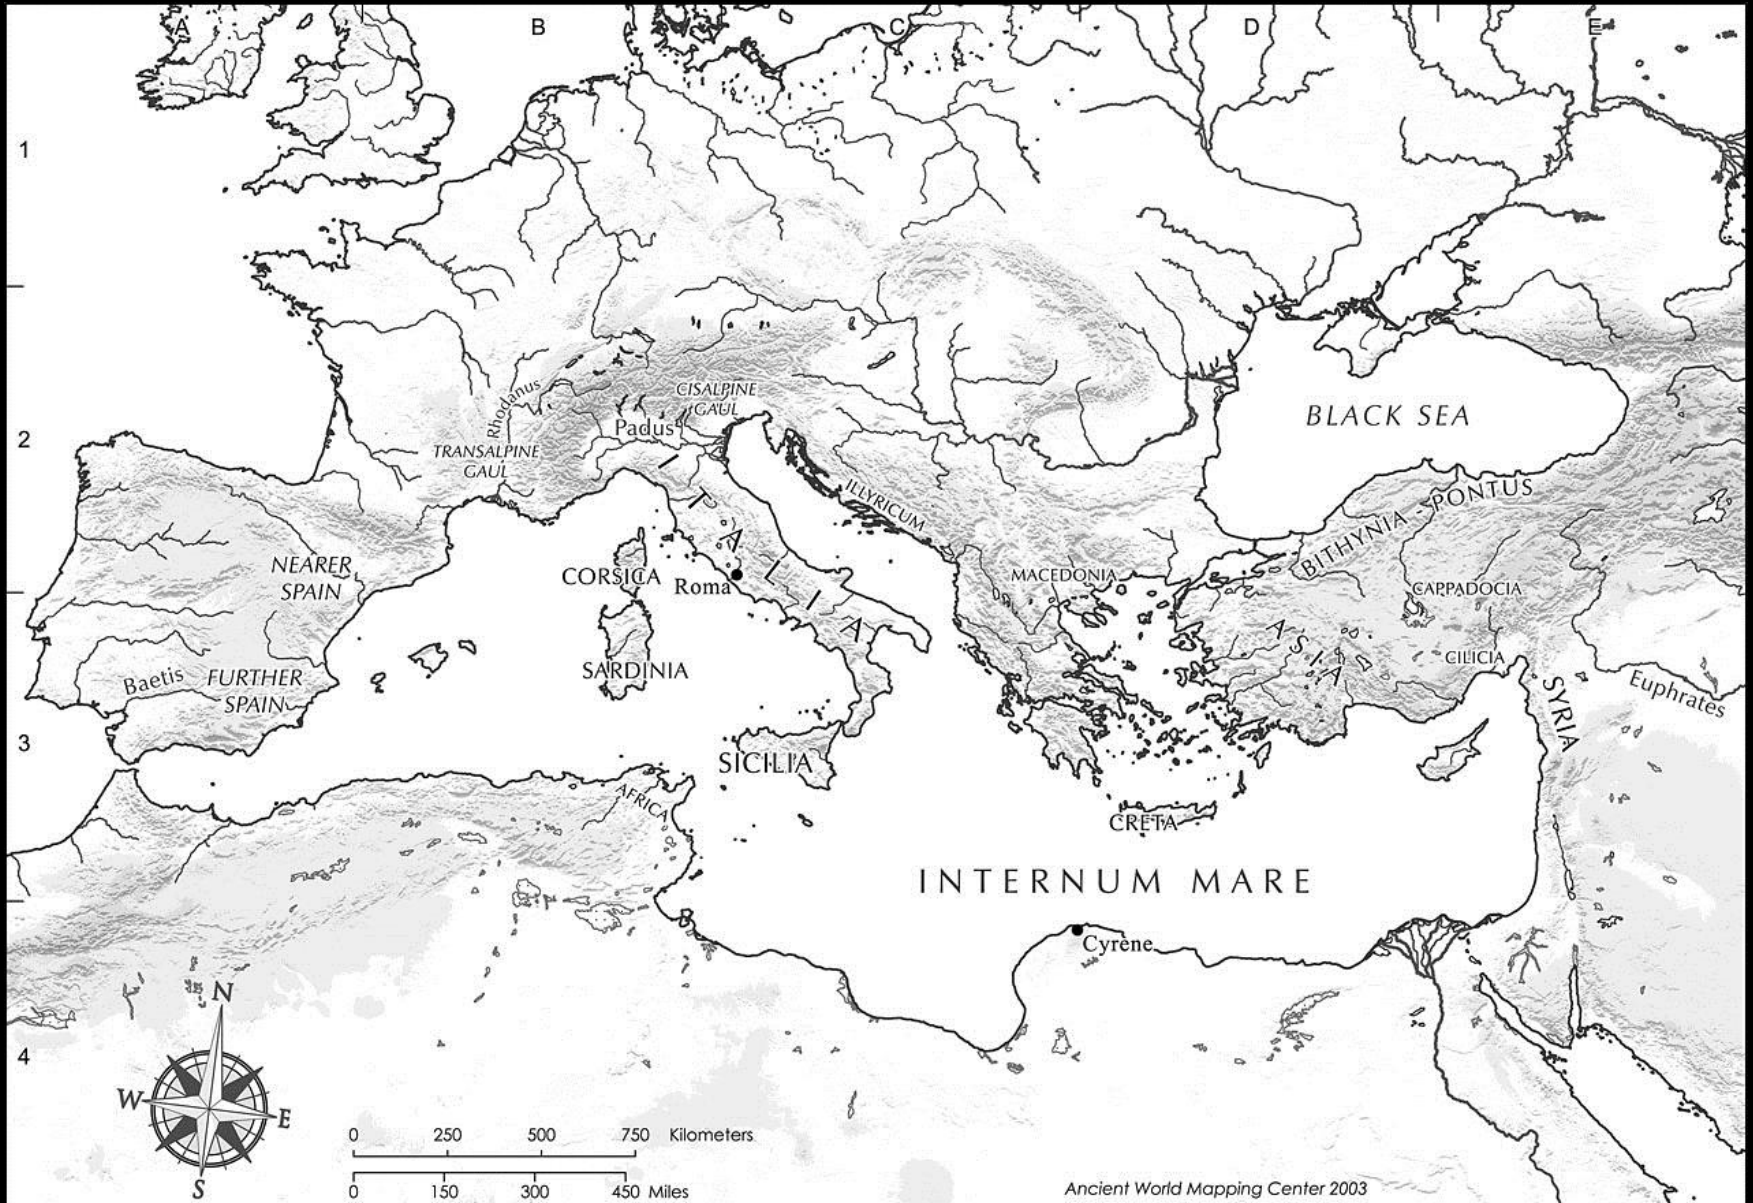 A
B
C
D
E
1
Rhodanus
CISALPINE
GAUL
BLACK SEA
2
Padus
TRANSALPINE
GAUL
ITALIA
ILLYRICUM
BITHYNIA - PONTUS
NEARER
SPAIN
CORSICA
Roma
MACEDONIA
CAPPADOCIA
ASIA
CILICIA
SARDINIA
Baetis
FURTHER
SPAIN
SYRIA
Euphrates
3
SICILIA
AFRICA
CRETA
INTERNUM MARE
Cyrène
N
4
W
E
S
0 250 500 750 Kilometers
0 150 300 450 Miles
Ancient World Mapping Center 2003